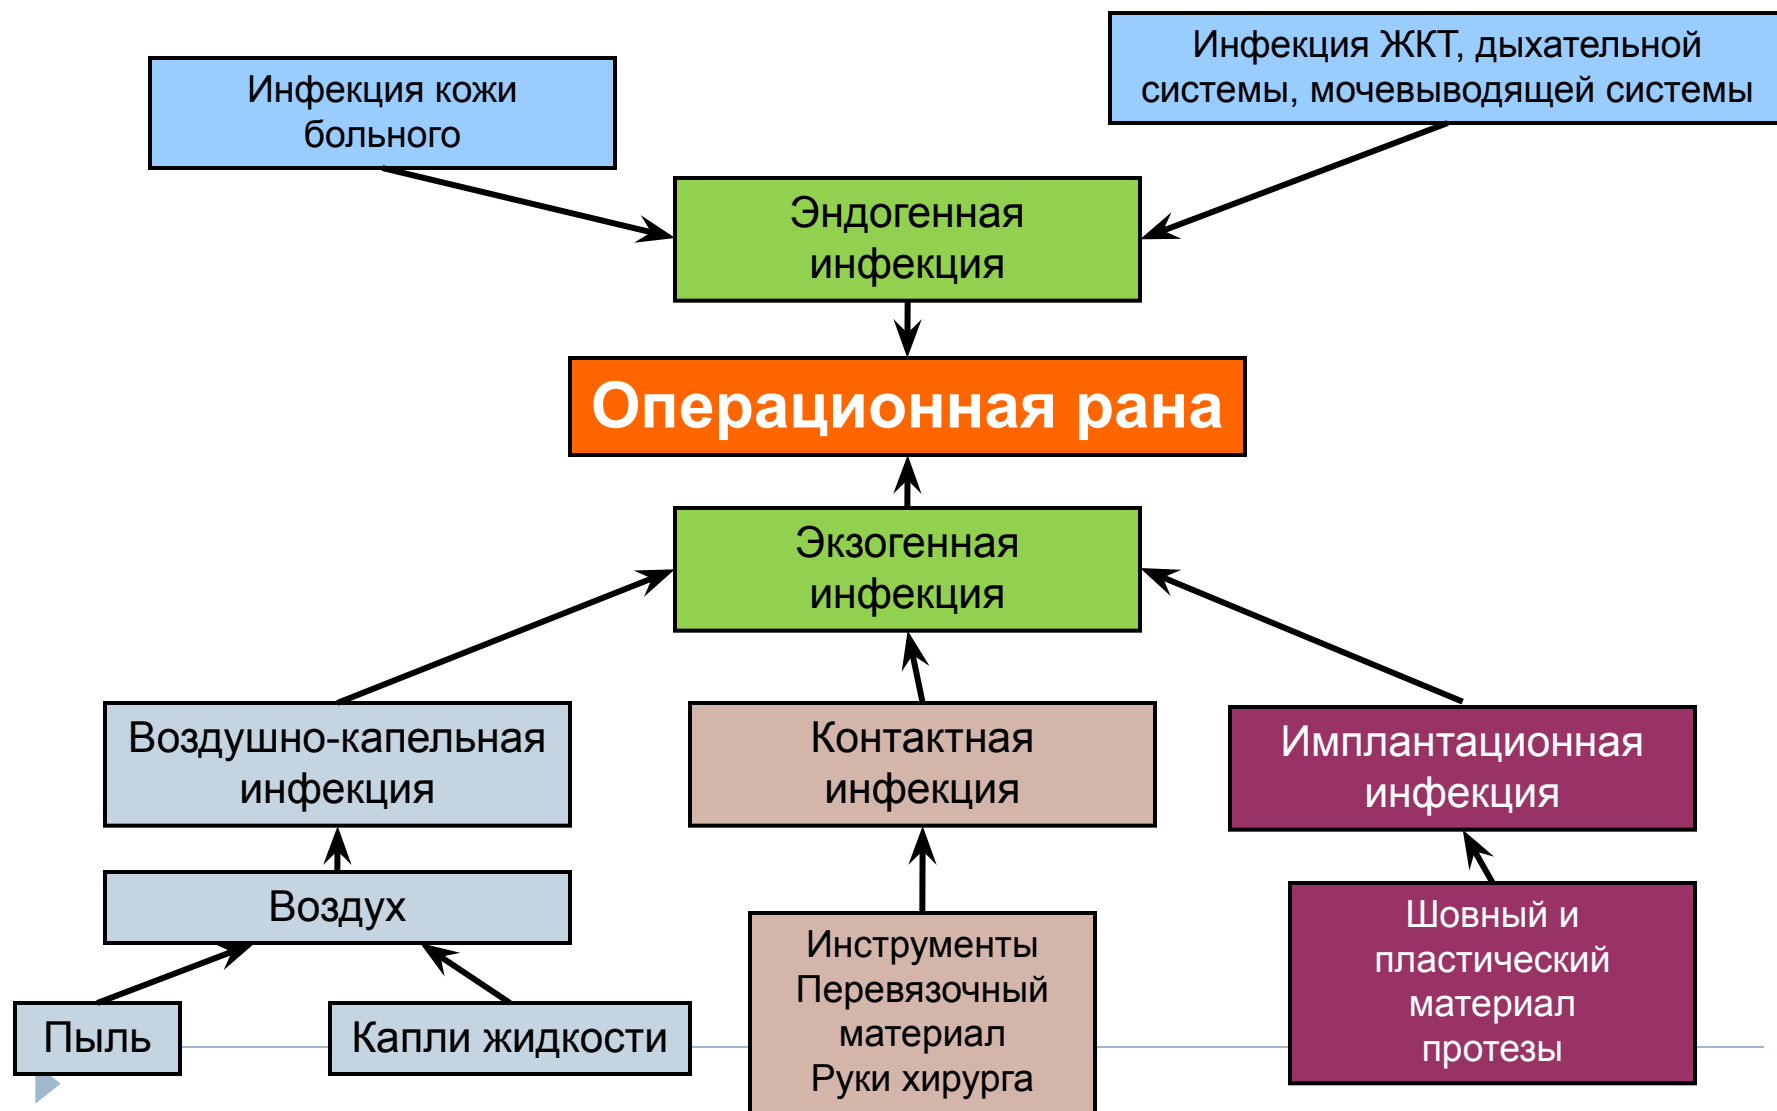 Инфекция кожи
больного
Инфекция ЖКТ, дыхательной
системы, мочевыводящей системы
Эндогенная
инфекция
Операционная рана
Экзогенная
инфекция
Воздушно-капельная
инфекция
Контактная
инфекция
Имплантационная
инфекция
Воздух
Пыль
Капли жидкости
Инструменты
Перевязочный
материал
Руки хирурга
Шовный и
пластический
материал
протезы